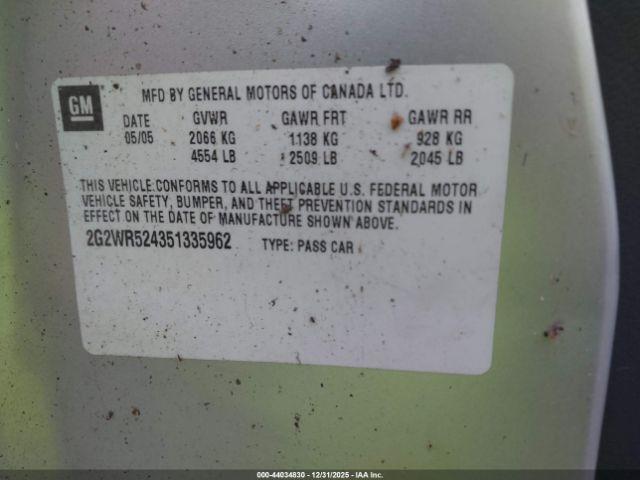 GM
MFD BY GENERAL MOTORS OF CANADA LTD.
DATE GVWR GAWR FRT GAWR RR
05/05 2066 KG 1138 KG 928 KG
4554 LB 2509 LB 2045 LB
THIS VEHICLE CONFORMS TO ALL APPLICABLE U.S. FEDERAL MOTOR
VEHICLE SAFETY, BUMPER, AND THEFT PREVENTION STANDARDS IN
EFFECT ON THE DATE OF MANUFACTURE SHOWN ABOVE.
2G2WR524351335962 TYPE: PASS CAR
000-44034830 - 12/31/2025 - IAA Inc.